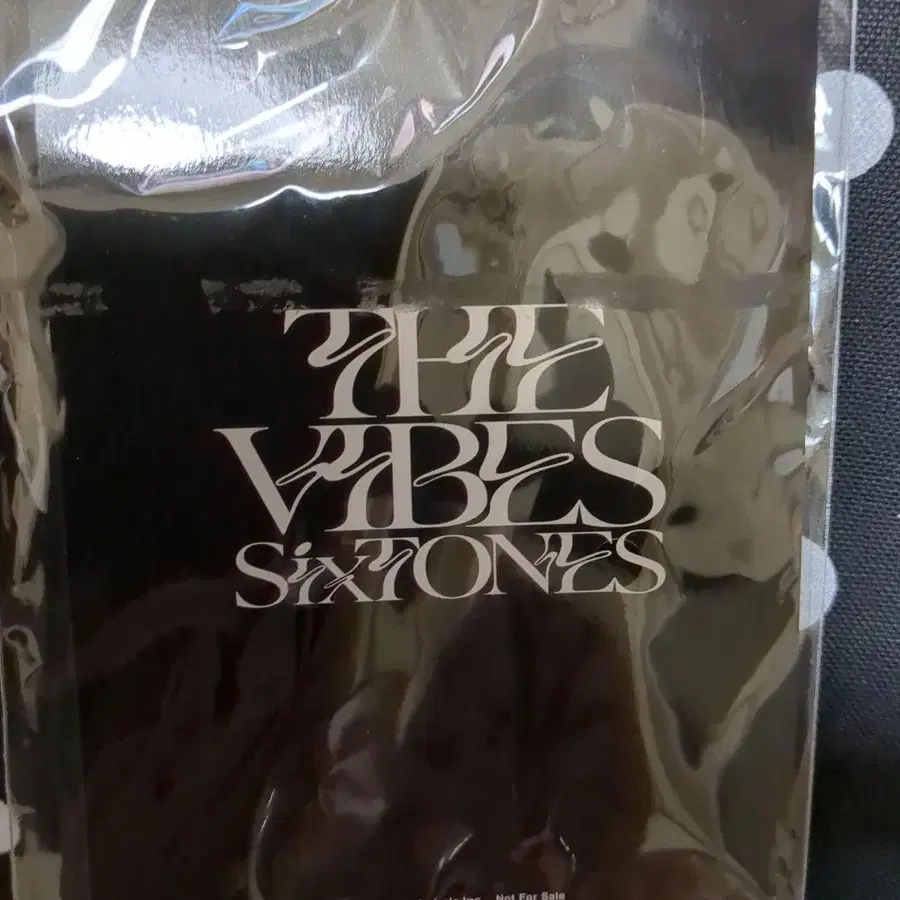 THE
VIBES
SixTONES
Not For Sale